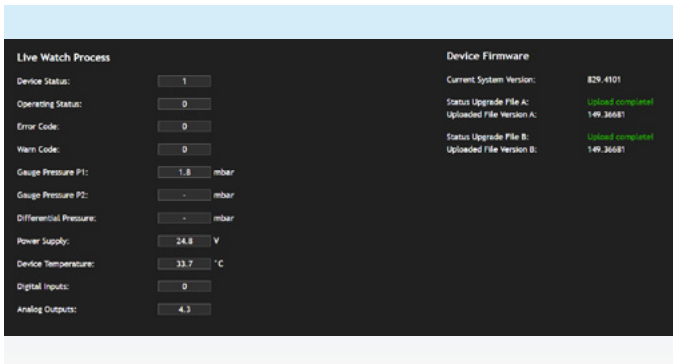 Live Watch Process
Device Status: 1
Operating Status: 0
Error Code: 0
Warn Code: 0
Gauge Pressure P1: 1.8 mbar
Gauge Pressure P2: - mbar
Differential Pressure: - mbar
Power Supply: 24.8 V
Device Temperature: 33.7 °C
Digital Inputs: 0
Analog Outputs: 4.3
Device Firmware
Current System Version: 829.4101
Status Upgrade File A: Upload complete!
Uploaded File Version A: 149.36681
Status Upgrade File B: Upload complete!
Uploaded File Version B: 149.36681